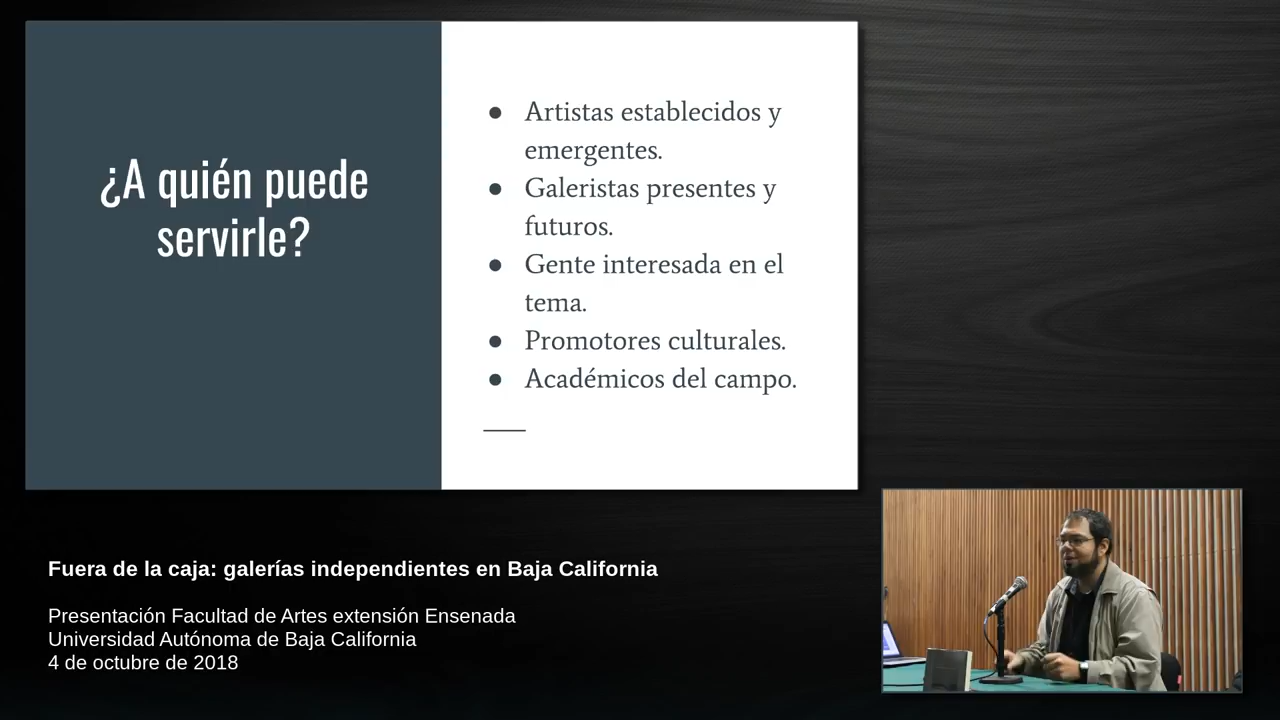 ¿A quién puede
servirle?
● Artistas establecidos y
emergentes.
● Galeristas presentes y
futuros.
● Gente interesada en el
tema.
● Promotores culturales.
● Académicos del campo.
Fuera de la caja: galerías independientes en Baja California
Presentación Facultad de Artes extensión Ensenada
Universidad Autónoma de Baja California
4 de octubre de 2018